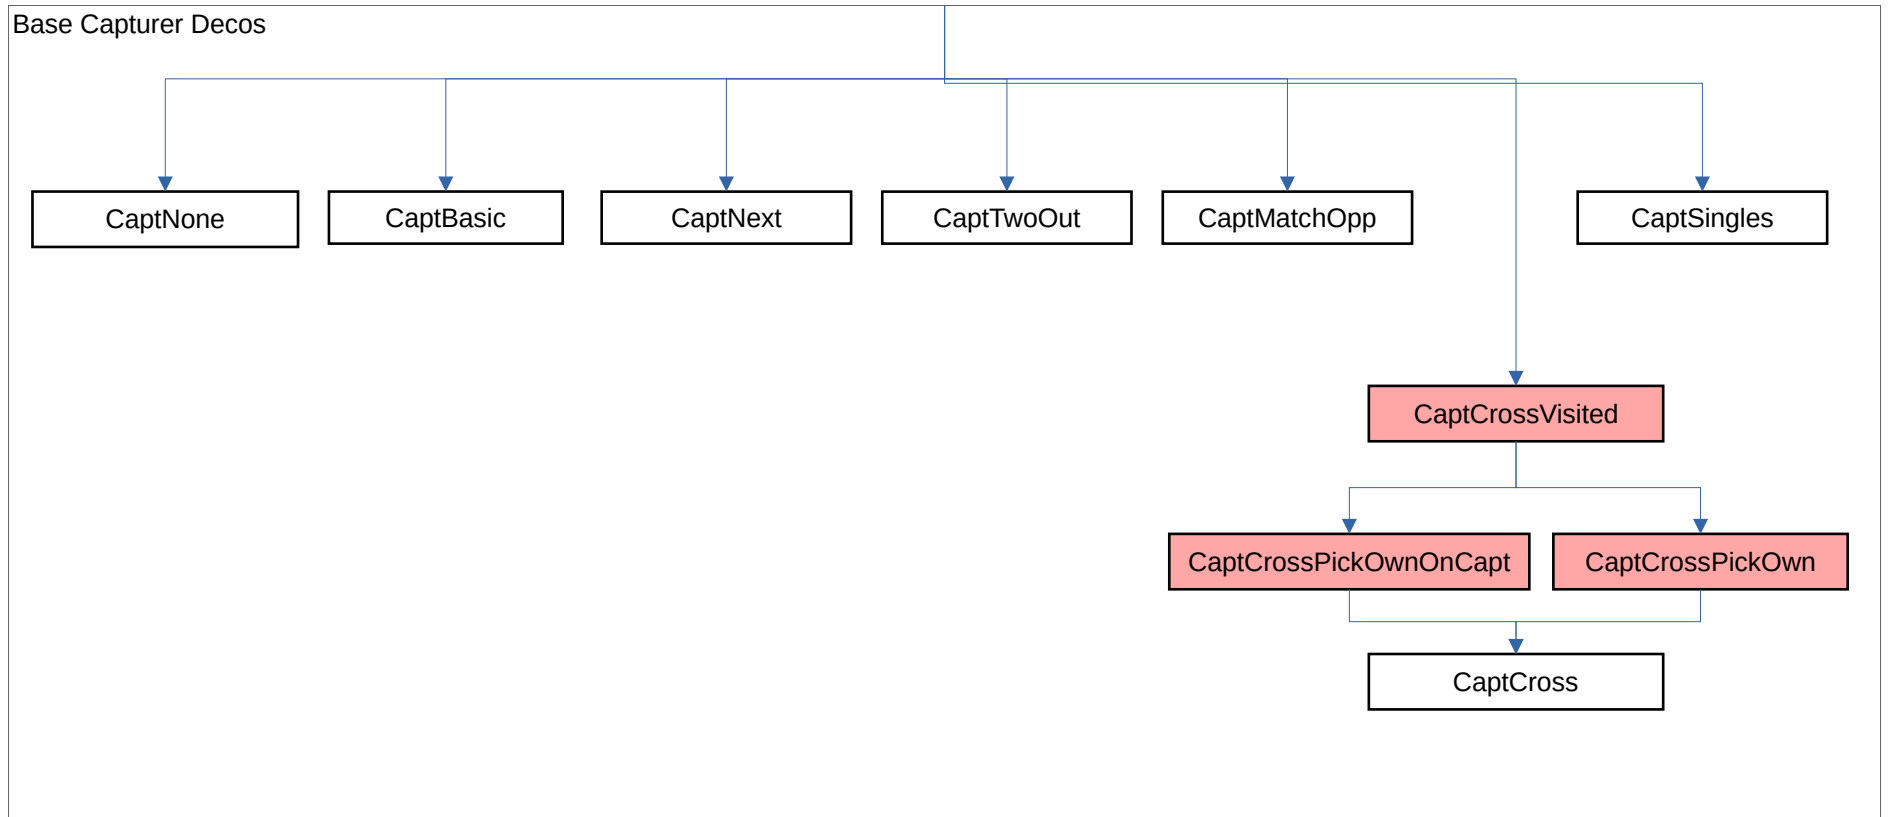 Base Capturer Decos
CaptNone
CaptBasic
CaptNext
CaptTwoOut
CaptMatchOpp
CaptSingles
CaptCrossVisited
CaptCrossPickOwnOnCapt
CaptCrossPickOwn
CaptCross